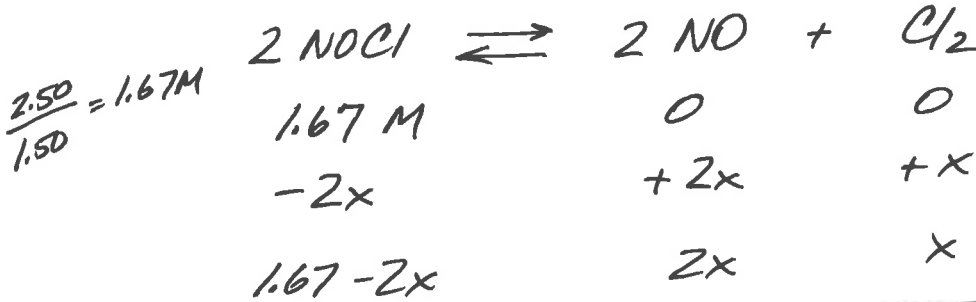 2 NOCl ⇌ 2 NO + Cl₂
2.50/1.50 = 1.67M
1.67 M 0 0
-2x +2x +x
1.67-2x 2x x